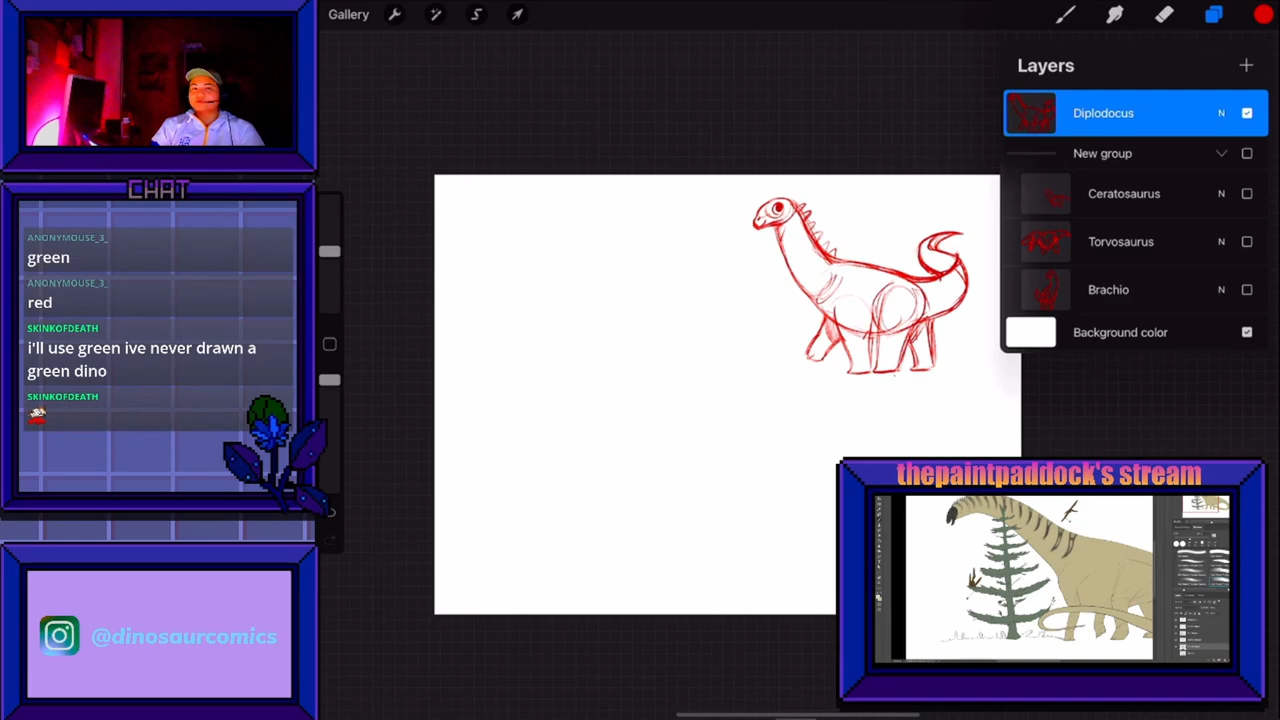 Gallery
Layers
Diplodocus N
New group
Ceratosaurus N
Torvosaurus N
Brachio N
Background color
CHAT
ANONYMOUSE_3_
green
ANONYMOUSE_3_
red
SKINKOFDEATH
i'll use green ive never drawn a
green dino
SKINKOFDEATH
thepaintpaddock's stream
@dinosaurcomics